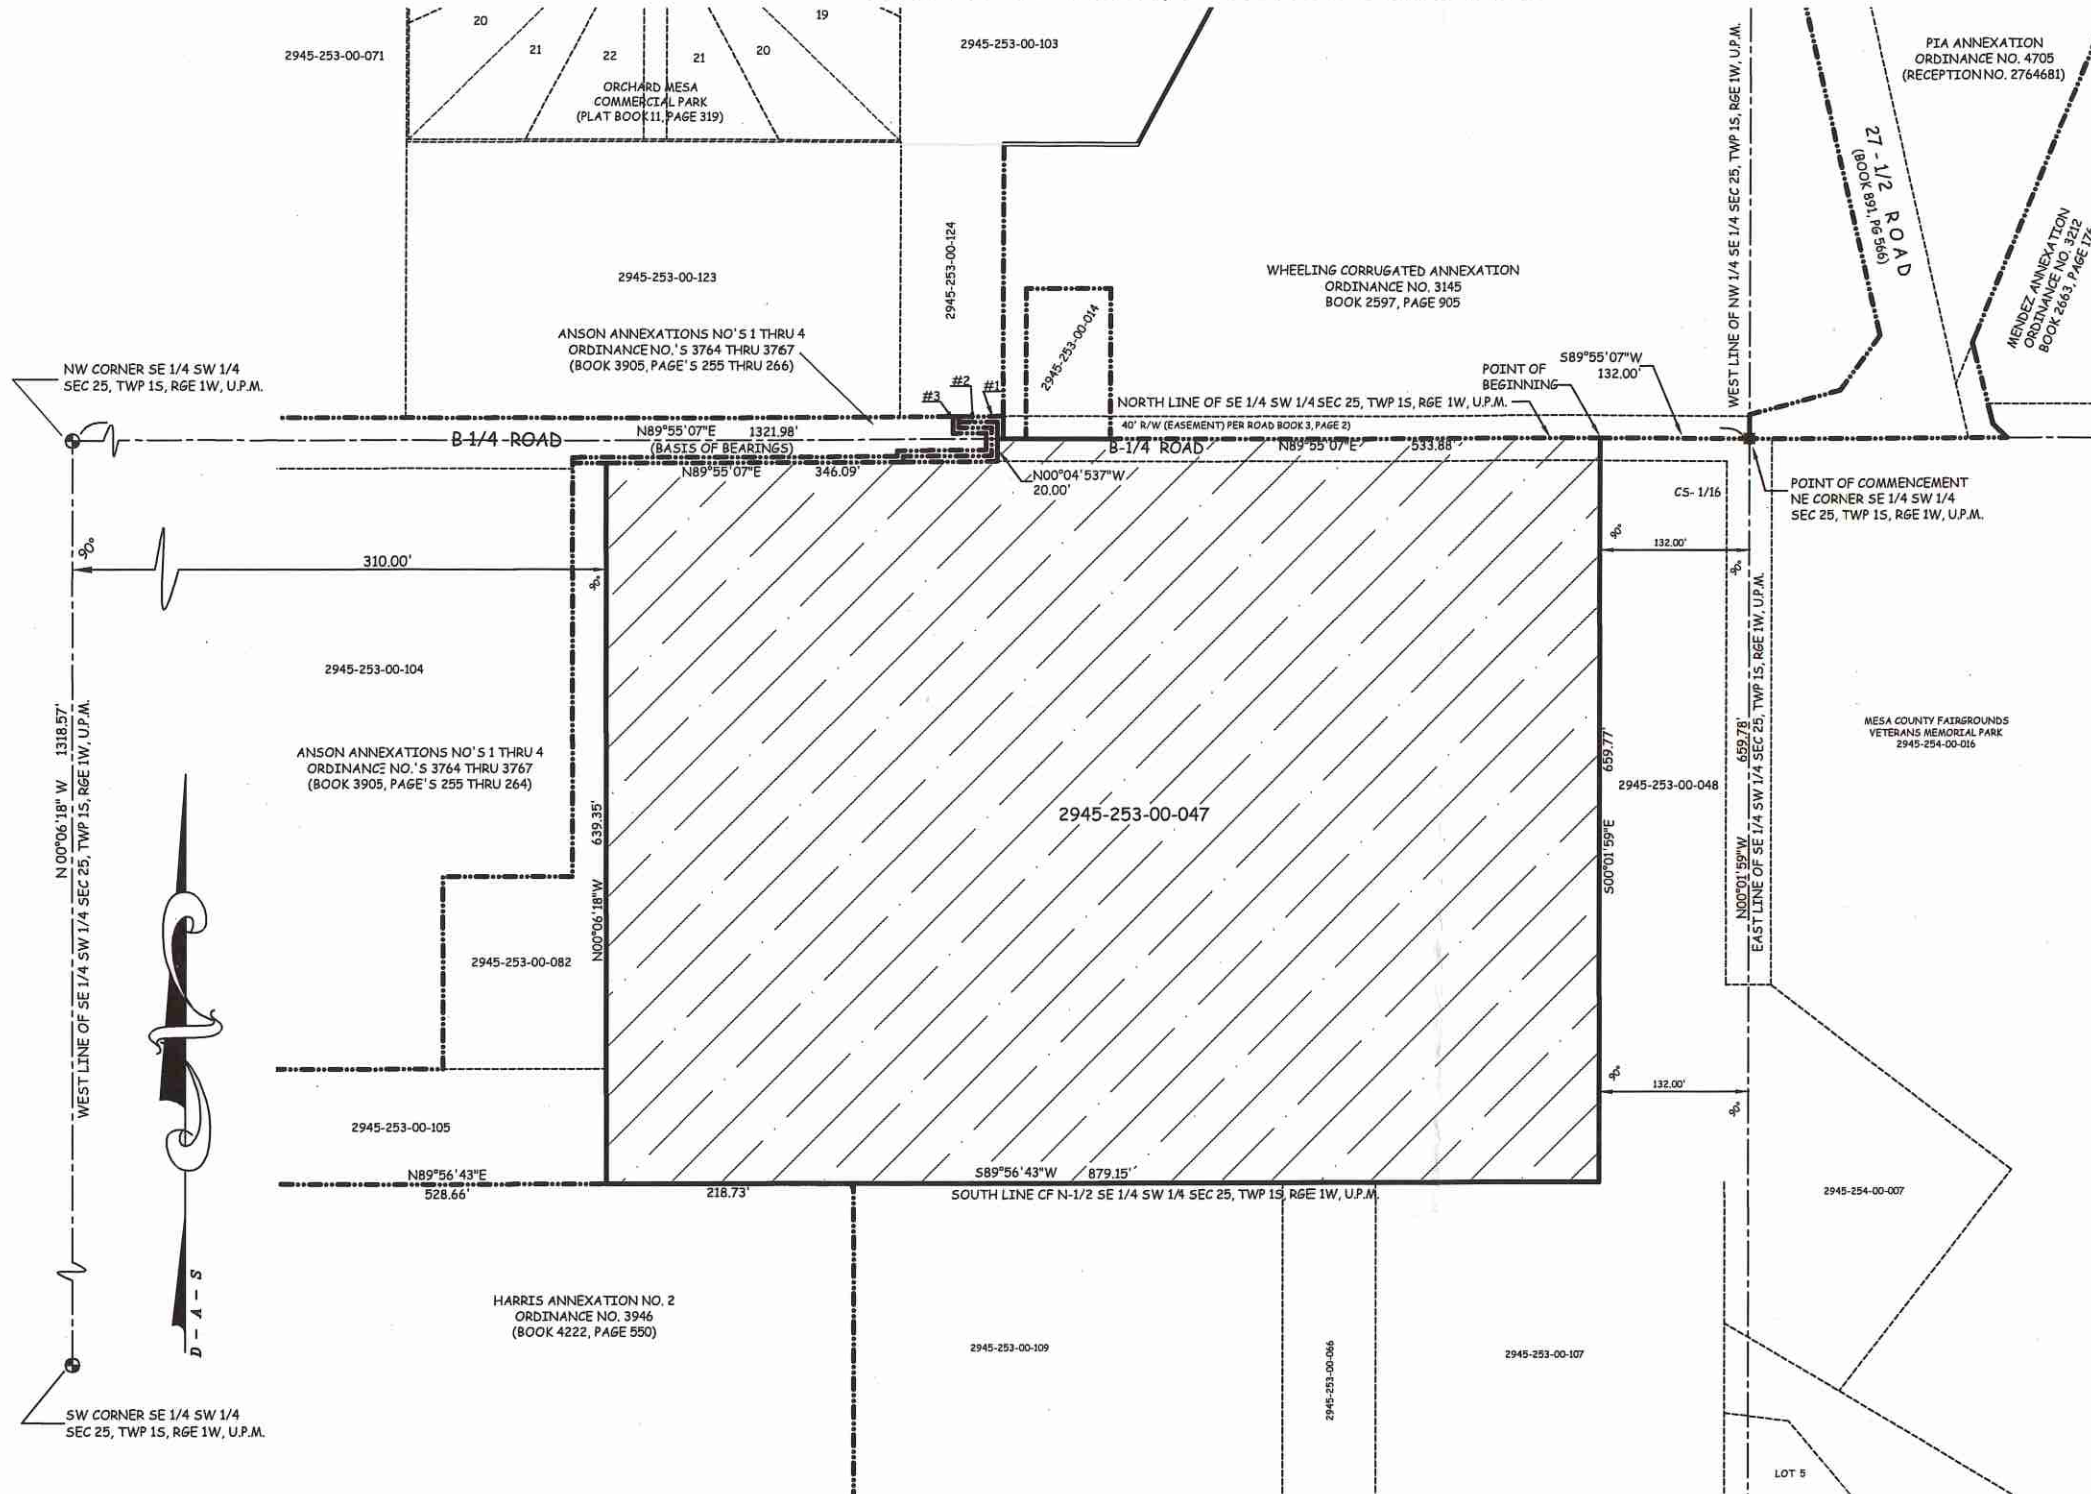 20
19
21
22
21
20
2945-253-00-071
2945-253-00-103
ORCHARD MESA
COMMERCIAL PARK
(PLAT BOOK 11, PAGE 319)
WEST LINE OF NW 1/4 SE 1/4 SEC 25, TWP 1S, RGE 1W, U.P.M.
PIA ANNEXATION
ORDINANCE NO. 4705
(RECEPTION NO. 2764681)
27 - 1/2 ROAD
(BOOK 891, PG 566)
MENDEZ ANNEXATION
ORDINANCE NO. 3212
BOOK 2663, PAGE 176
2945-253-00-123
2945-253-00-124
WHEELING CORRUGATED ANNEXATION
ORDINANCE NO. 3145
BOOK 2597, PAGE 905
2945-253-00-014
ANSON ANNEXATIONS NO'S 1 THRU 4
ORDINANCE NO.'S 3764 THRU 3767
(BOOK 3905, PAGE'S 255 THRU 266)
NW CORNER SE 1/4 SW 1/4
SEC 25, TWP 1S, RGE 1W, U.P.M.
#3
#2
#1
POINT OF
BEGINNING
S89°55'07"W
132.00'
NORTH LINE OF SE 1/4 SW 1/4 SEC 25, TWP 1S, RGE 1W, U.P.M.
40' R/W (EASEMENT) PER ROAD BOOK 3, PAGE 2)
B-1/4 ROAD
N89°55'07"E 1321.98'
(BASIS OF BEARINGS)
N89°55'07"E 346.09'
B-1/4 ROAD
N89°55'07"E 533.88'
N00°04'537"W
20.00'
CS- 1/16
POINT OF COMMENCEMENT
NE CORNER SE 1/4 SW 1/4
SEC 25, TWP 1S, RGE 1W, U.P.M.
90°
310.00'
90°
90°
132.00'
90°
2945-253-00-104
ANSON ANNEXATIONS NO'S 1 THRU 4
ORDINANCE NO.'S 3764 THRU 3767
(BOOK 3905, PAGE'S 255 THRU 264)
N 00°06'18" W 1318.57'
WEST LINE OF SE 1/4 SW 1/4 SEC 25, TWP 1S, RGE 1W, U.P.M.
N00°06'18"W 639.35'
2945-253-00-047
S00°01'59"E 659.77'
2945-253-00-048
N00°01'59"W 659.78'
EAST LINE OF SE 1/4 SW 1/4 SEC 25, TWP 1S, RGE 1W, U.P.M.
MESA COUNTY FAIRGROUNDS
VETERANS MEMORIAL PARK
2945-254-00-016
2945-253-00-082
90°
132.00'
90°
2945-253-00-105
N89°56'43"E
528.66'
218.73'
S89°56'43"W 879.15'
SOUTH LINE CF N-1/2 SE 1/4 SW 1/4 SEC 25, TWP 1S, RGE 1W, U.P.M.
2945-254-00-007
D - A - S
HARRIS ANNEXATION NO. 2
ORDINANCE NO. 3946
(BOOK 4222, PAGE 550)
2945-253-00-109
2945-253-00-066
2945-253-00-107
SW CORNER SE 1/4 SW 1/4
SEC 25, TWP 1S, RGE 1W, U.P.M.
LOT 5